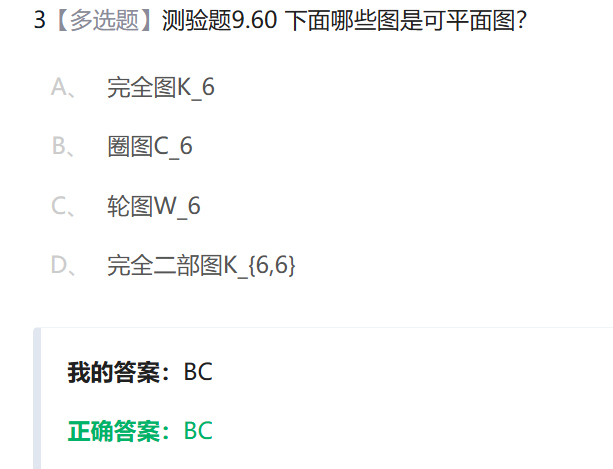 3【多选题】测验题9.60 下面哪些图是可平面图？
A、 完全图K_6
B、 圈图C_6
C、 轮图W_6
D、 完全二部图K_{6,6}
我的答案：BC
正确答案：BC